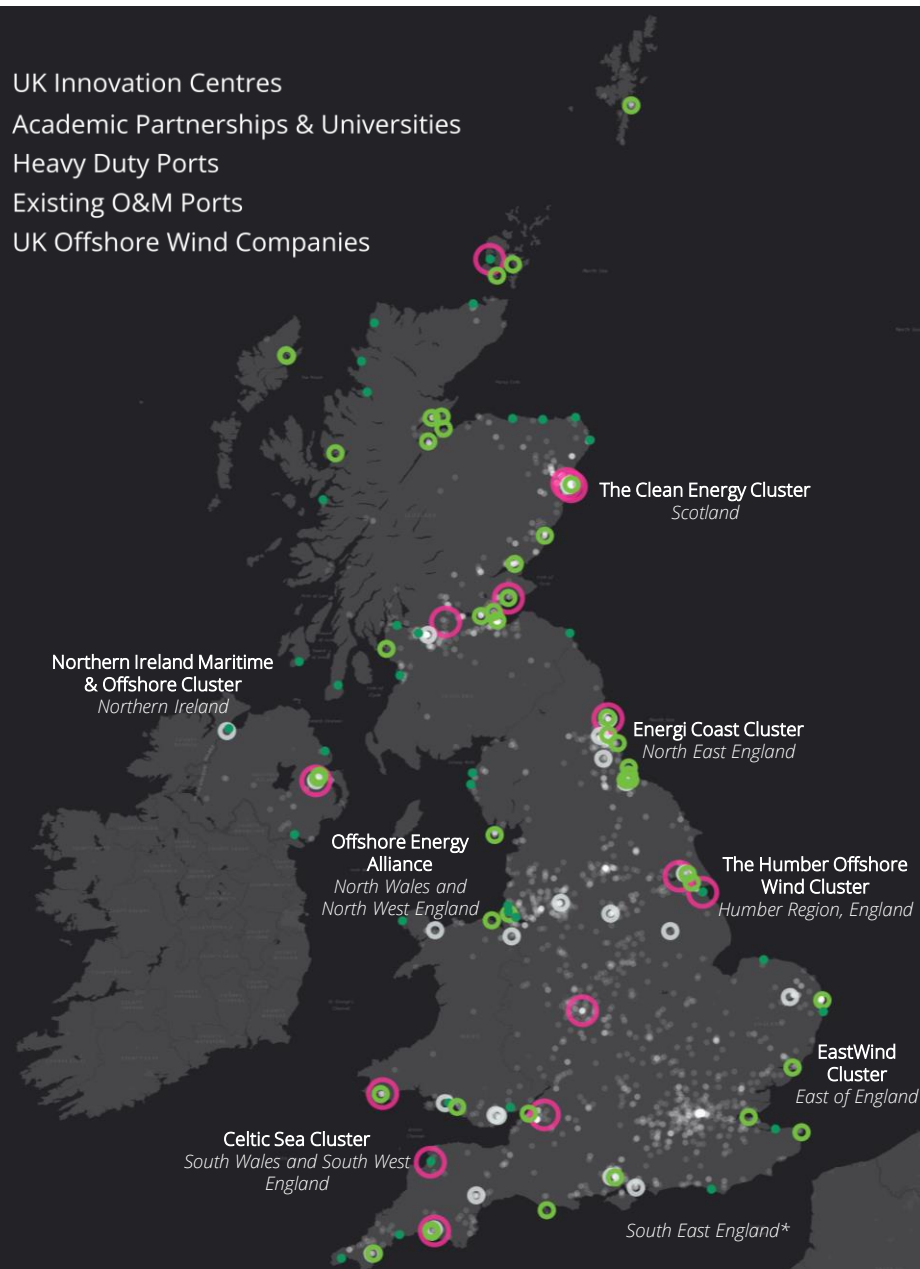 UK Innovation Centres
Academic Partnerships & Universities
Heavy Duty Ports
Existing O&M Ports
UK Offshore Wind Companies
The Clean Energy Cluster
Scotland
Northern Ireland Maritime
& Offshore Cluster
Northern Ireland
Energi Coast Cluster
North East England
Offshore Energy
Alliance
North Wales and
North West England
The Humber Offshore
Wind Cluster
Humber Region, England
EastWind
Cluster
East of England
Celtic Sea Cluster
South Wales and South West
England
South East England*